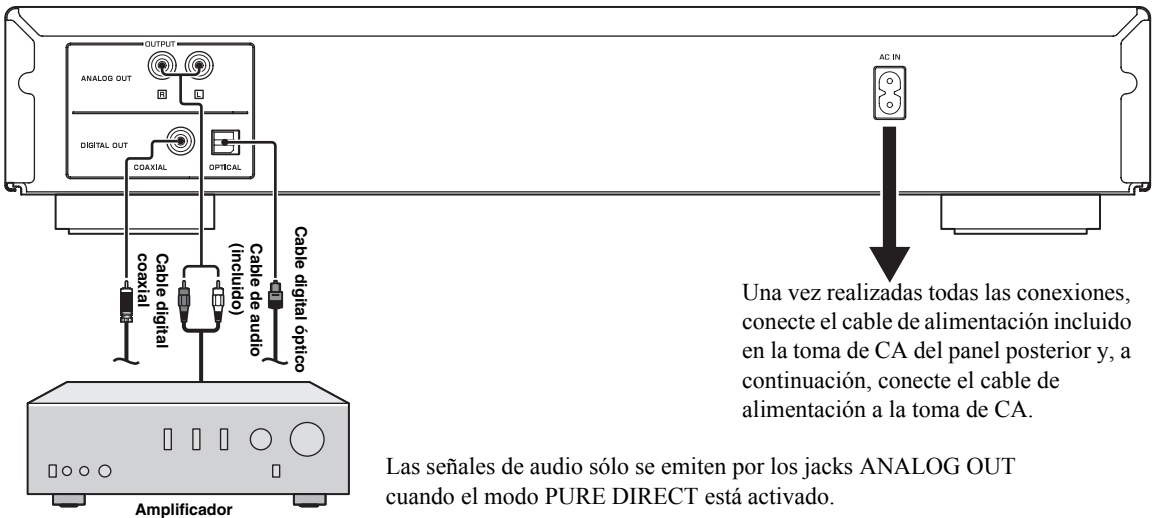 OUTPUT
ANALOG OUT
R L
DIGITAL OUT
COAXIAL OPTICAL
AC IN
Cable digital
coaxial
Cable de audio
(incluido)
Cable digital óptico
Amplificador
Una vez realizadas todas las conexiones,
conecte el cable de alimentación incluido
en la toma de CA del panel posterior y, a
continuación, conecte el cable de
alimentación a la toma de CA.
Las señales de audio sólo se emiten por los jacks ANALOG OUT
cuando el modo PURE DIRECT está activado.